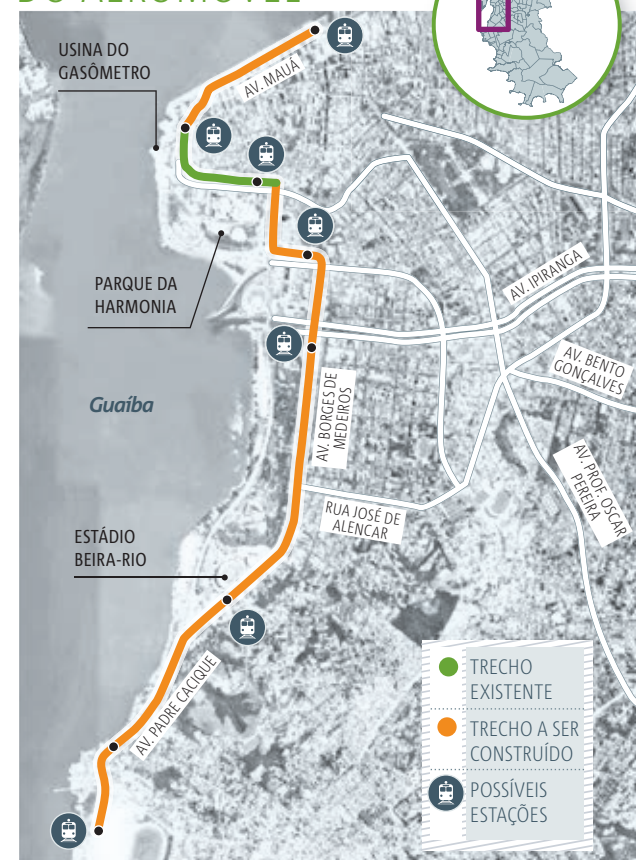 DO AEROMÓVEL
USINA DO
GASÔMETRO
AV. MAUÁ
PARQUE DA
HARMONIA
AV. IPIRANGA
AV. BENTO
GONÇALVES
Guaíba
AV. BORGES DE
MEDEIROS
AV. PROF. OSCAR
PEREIRA
RUA JOSÉ DE
ALENCAR
ESTÁDIO
BEIRA-RIO
AV. PADRE CACIQUE
TRECHO
EXISTENTE
TRECHO A SER
CONSTRUÍDO
POSSÍVEIS
ESTAÇÕES